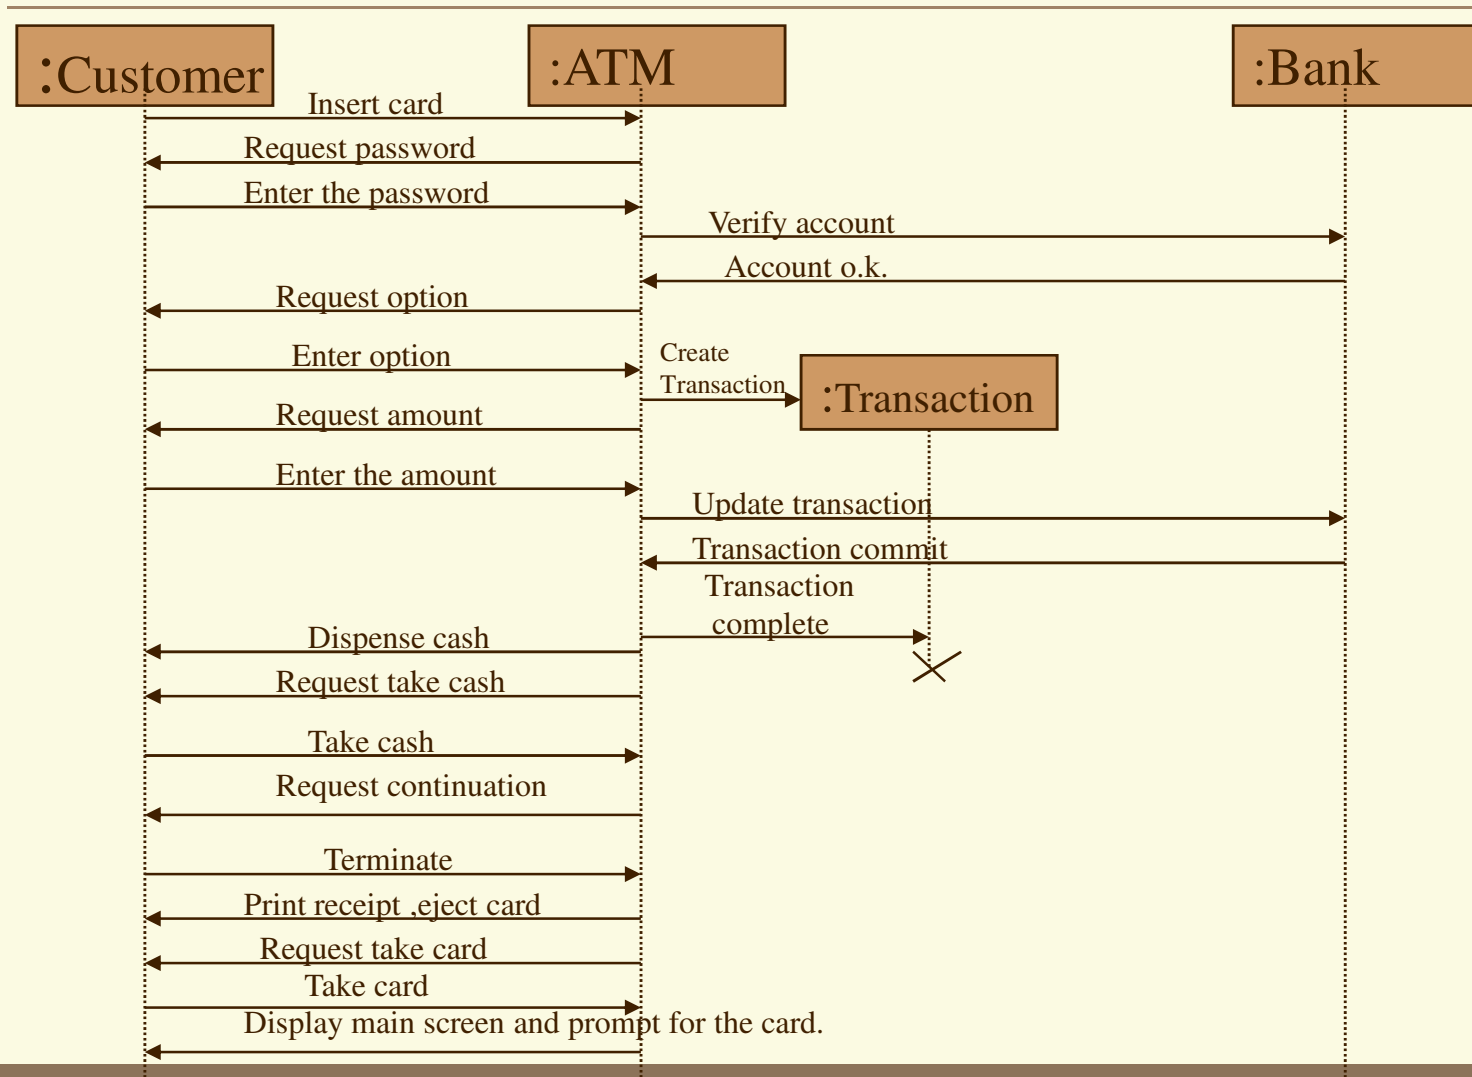 :Customer
:ATM
:Bank
Insert card
Request password
Enter the password
Verify account
Account o.k.
Request option
Enter option
Create
Transaction
:Transaction
Request amount
Enter the amount
Update transaction
Transaction commit
Transaction
complete
Dispense cash
Request take cash
Take cash
Request continuation
Terminate
Print receipt ,eject card
Request take card
Take card
Display main screen and prompt for the card.